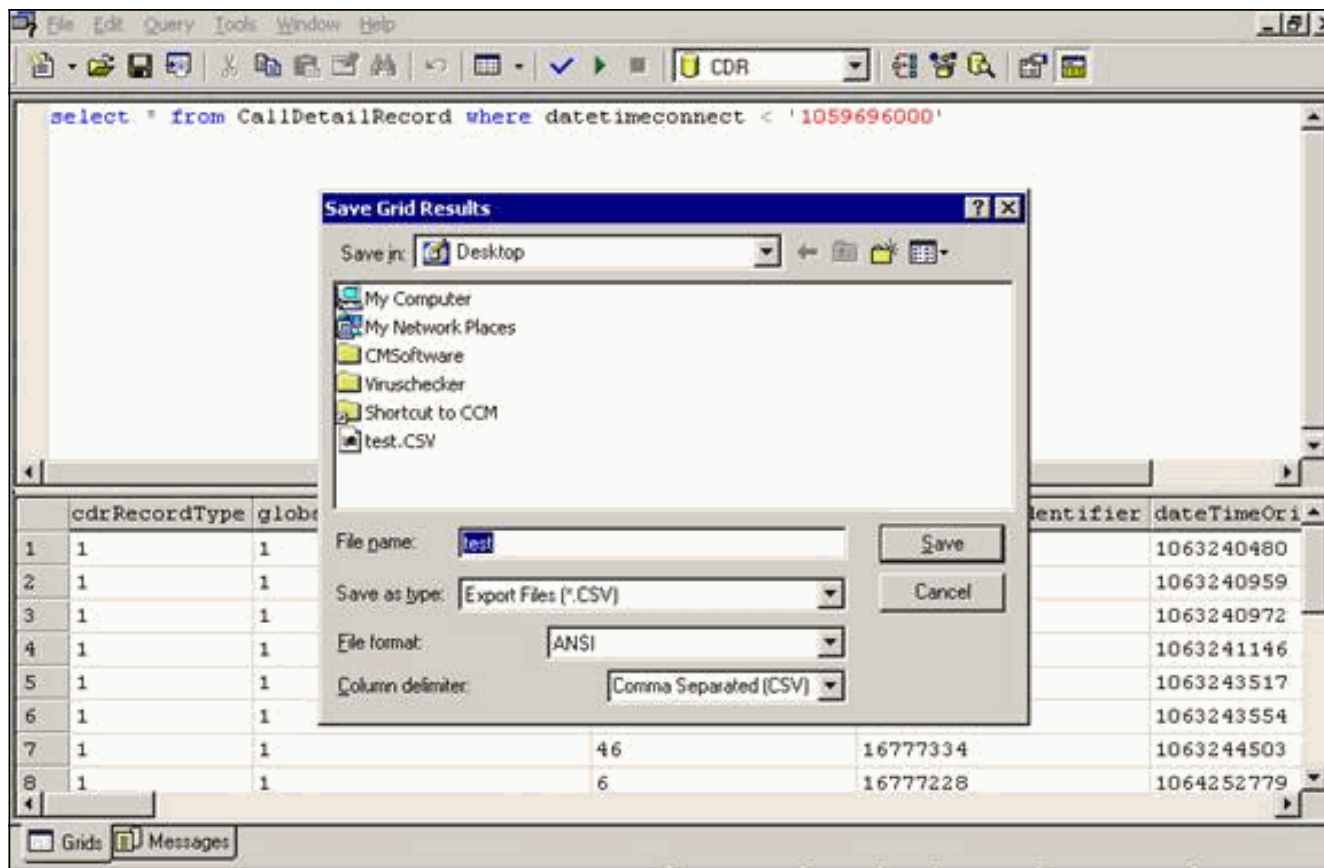 File Edit Query Tools Window Help
CDR
select * from CallDetailRecord where datetimeconnect < '1059696000'
Save Grid Results
Save in: Desktop
My Computer
My Network Places
CMSoftware
Viruschecker
Shortcut to CCM
test.CSV
File name: test Save
Save as type: Export Files (*.CSV) Cancel
File format: ANSI
Column delimiter: Comma Separated (CSV)
cdrRecordType globa dentifier dateTimeOri
1 1 1 1063240480
2 1 1 1063240959
3 1 1 1063240972
4 1 1 1063241146
5 1 1 1063243517
6 1 1 1063243554
7 1 1 46 16777334 1063244503
8 1 1 6 16777228 1064252779
Grids Messages